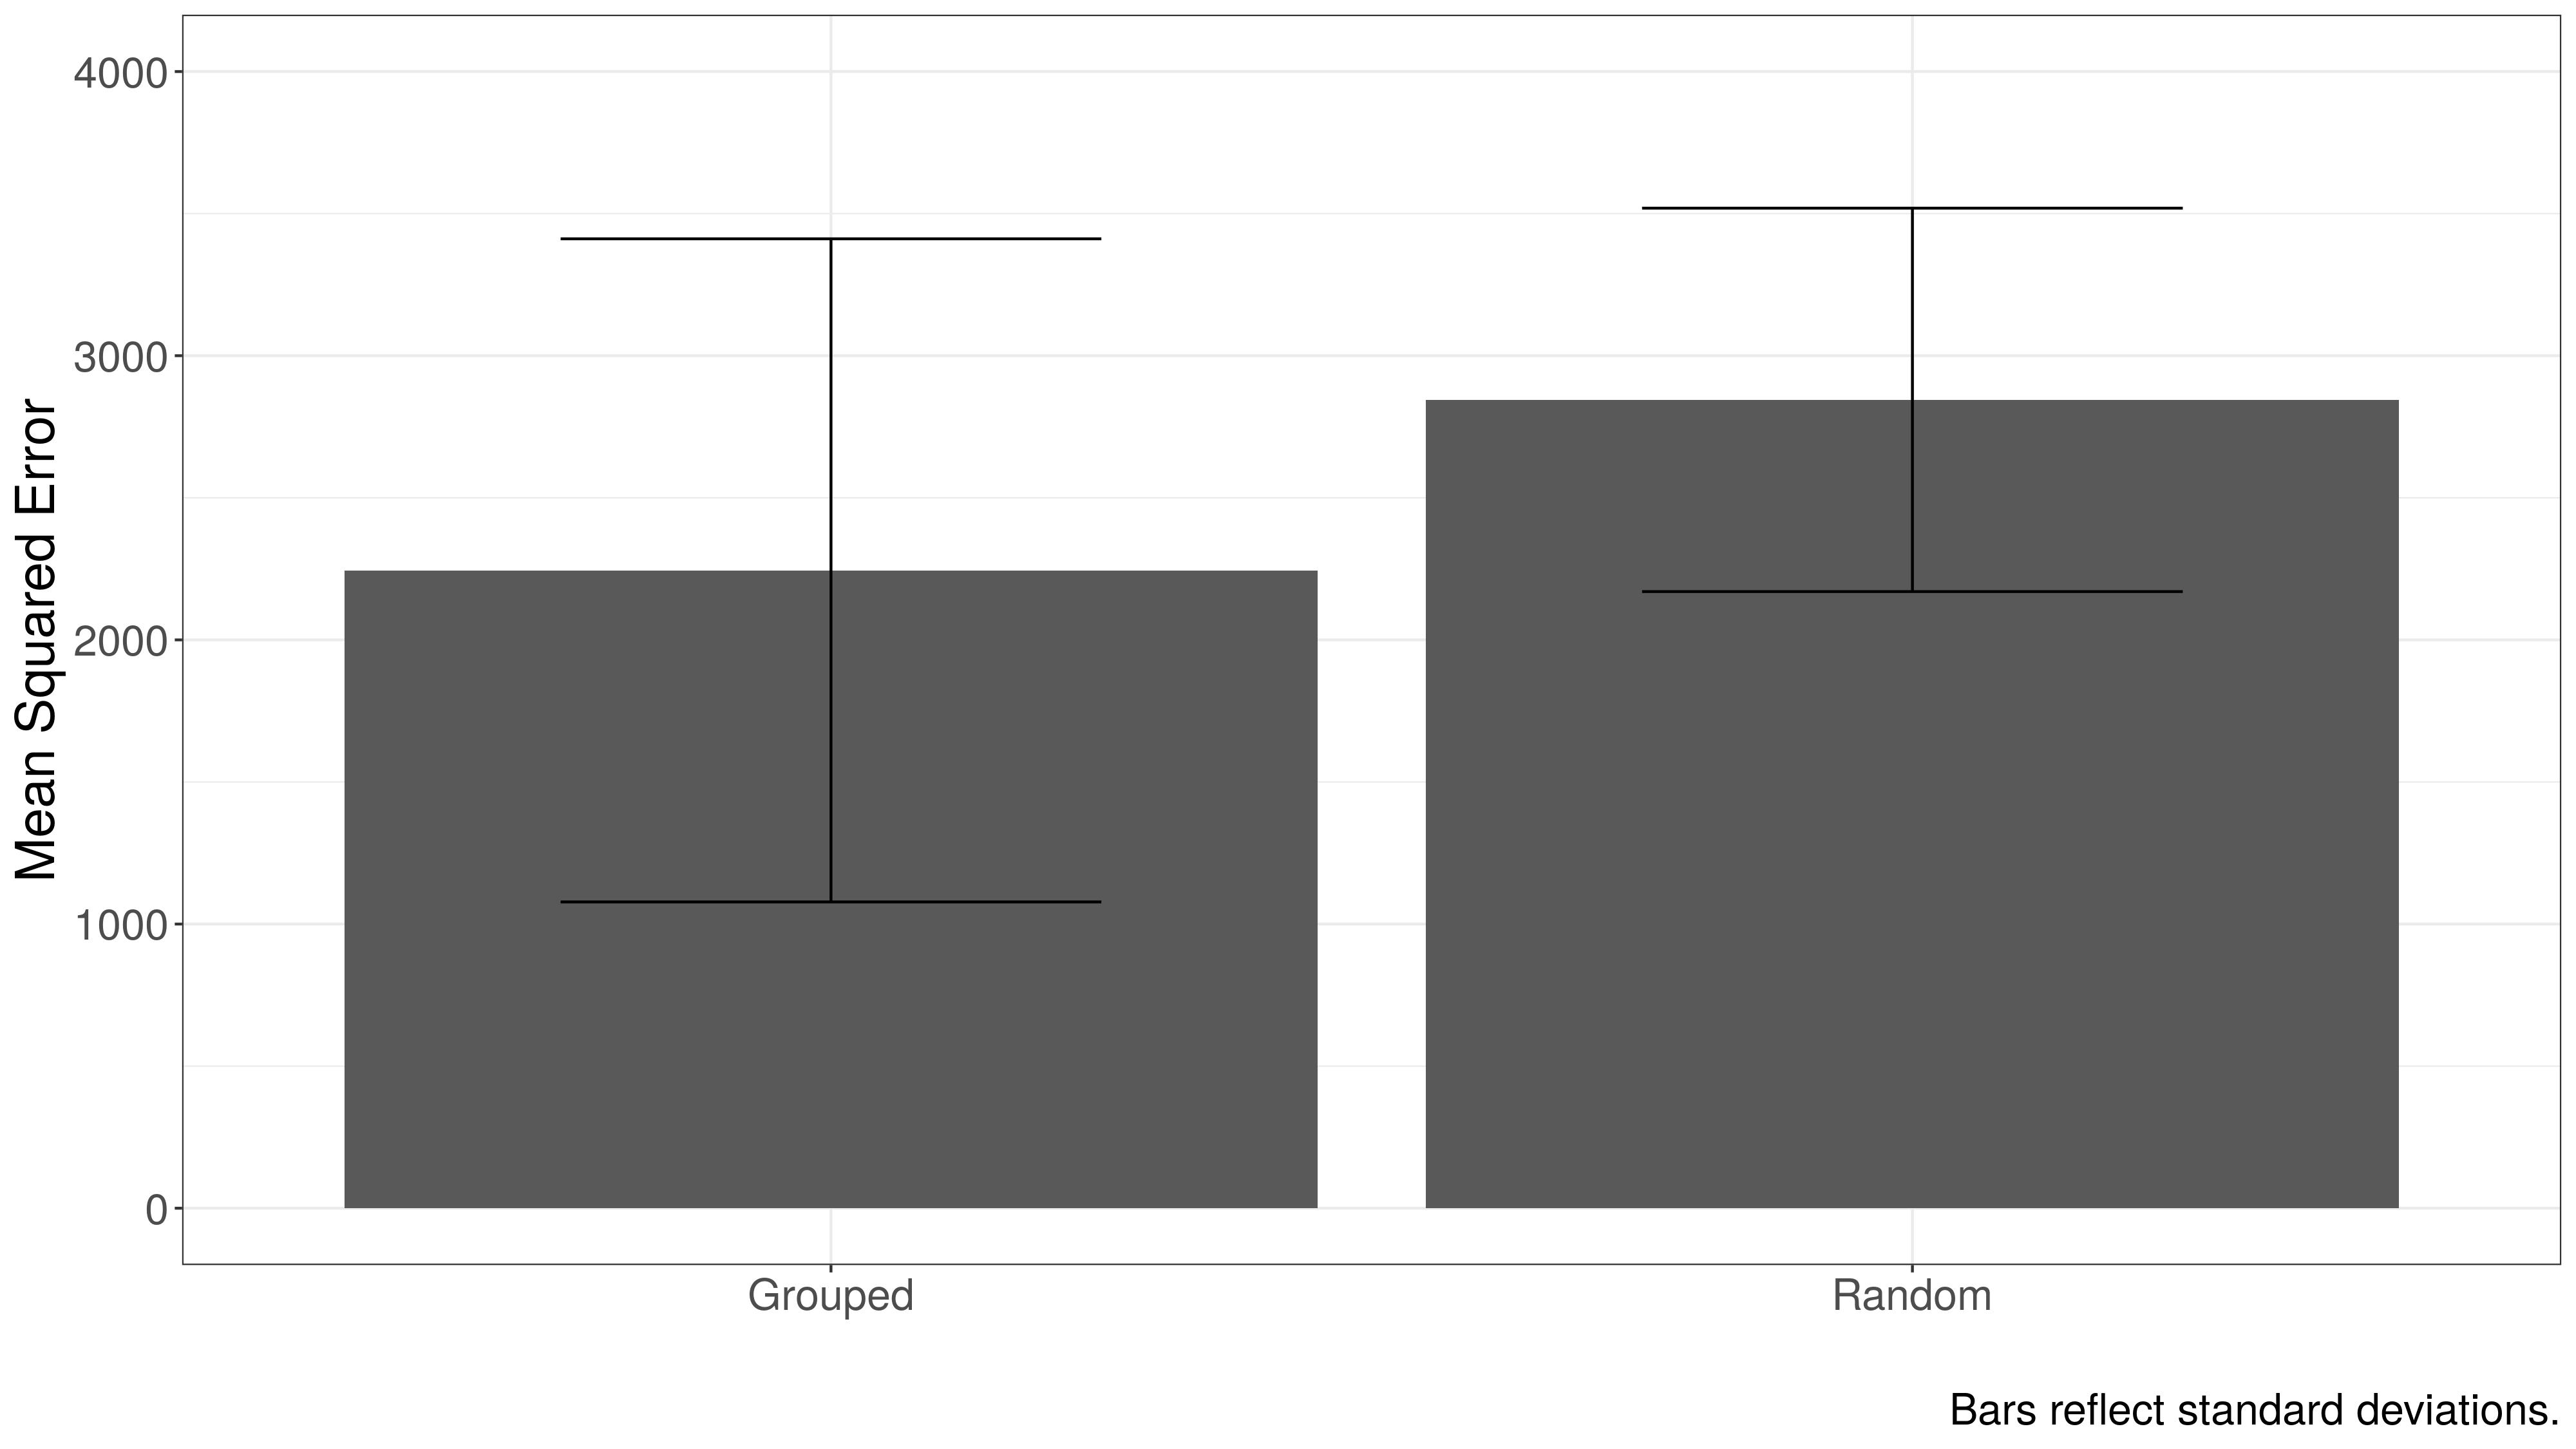 Mean Squared Error
4000
3000
2000
1000
0
Grouped
Random
Bars reflect standard deviations.